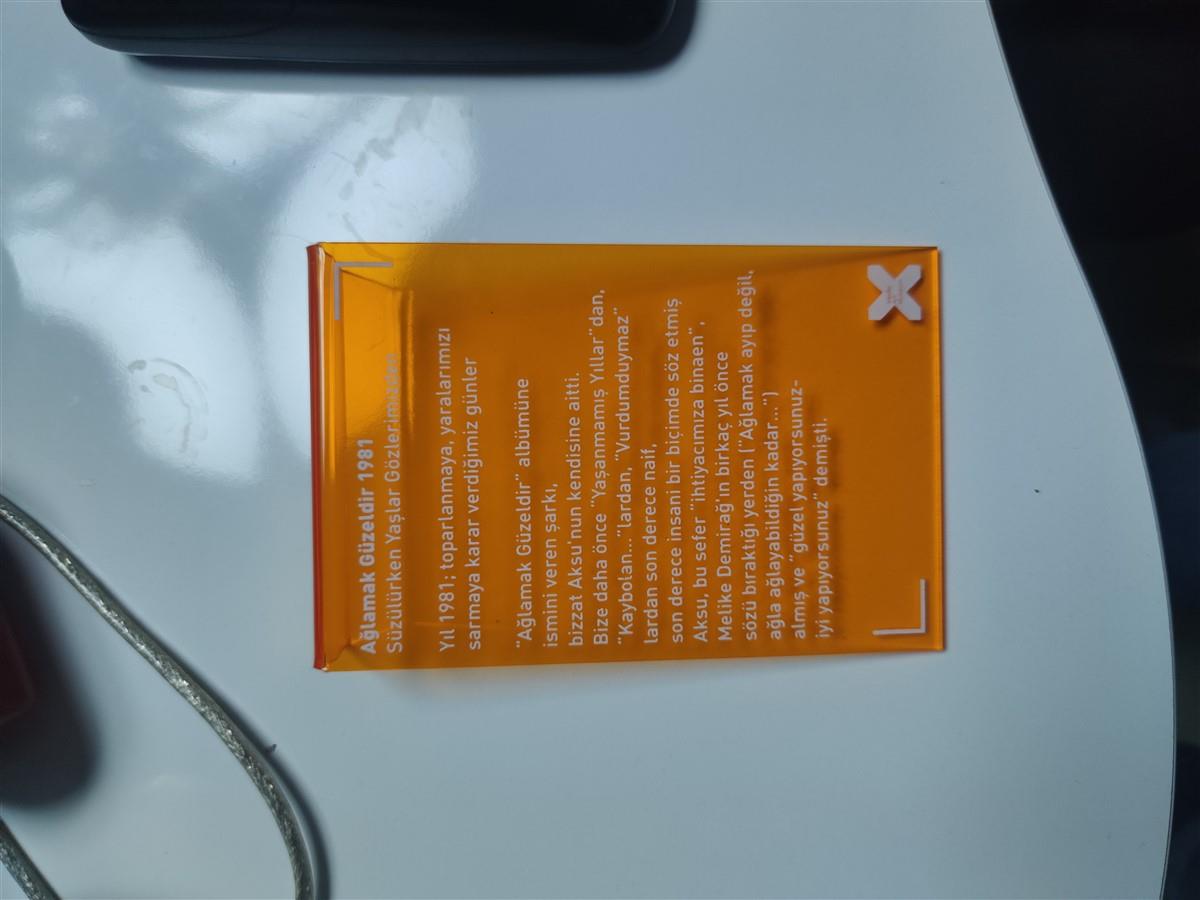 Ağlamak Güzeldir 1981
Süzülürken Yaşlar Gözlerimizden
Yıl 1981; toparlanmaya, yaralarımızı
sarmaya karar verdiğimiz günler
"Ağlamak Güzeldir" albümüne
ismini veren şarkı,
bizzat Aksu'nun kendisine aitti.
Bize daha önce "Yaşanmamış Yıllar"dan,
"Kaybolan..."lardan, "Vurdumduymaz"
lardan son derece naif,
son derece insani bir biçimde söz etmiş
Aksu, bu sefer "ihtiyacımıza binaen",
Melike Demirağ'ın birkaç yıl önce
sözü bıraktığı yerden ("Ağlamak ayıp değil,
ağla ağlayabildiğin kadar...")
almış ve "güzel yapıyorsunuz-
iyi yapıyorsunuz" demişti.